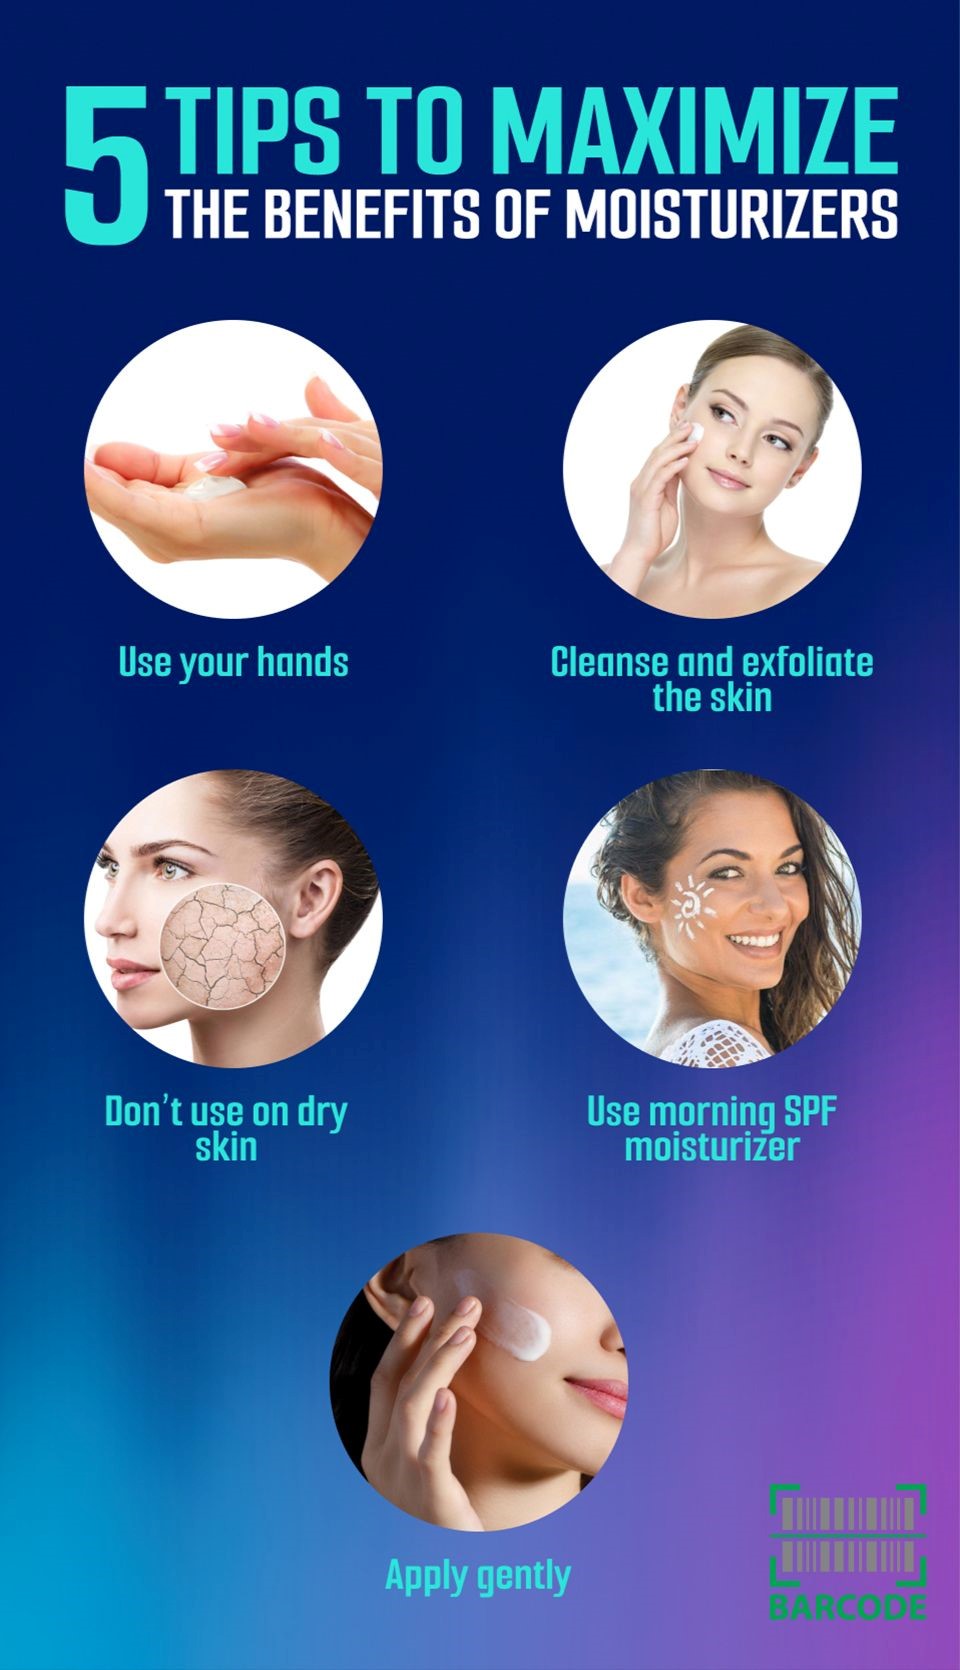 5 TIPS TO MAXIMIZE
THE BENEFITS OF MOISTURIZERS
Use your hands
Cleanse and exfoliate
the skin
Don't use on dry
skin
Use morning SPF
moisturizer
Apply gently
BARCODE